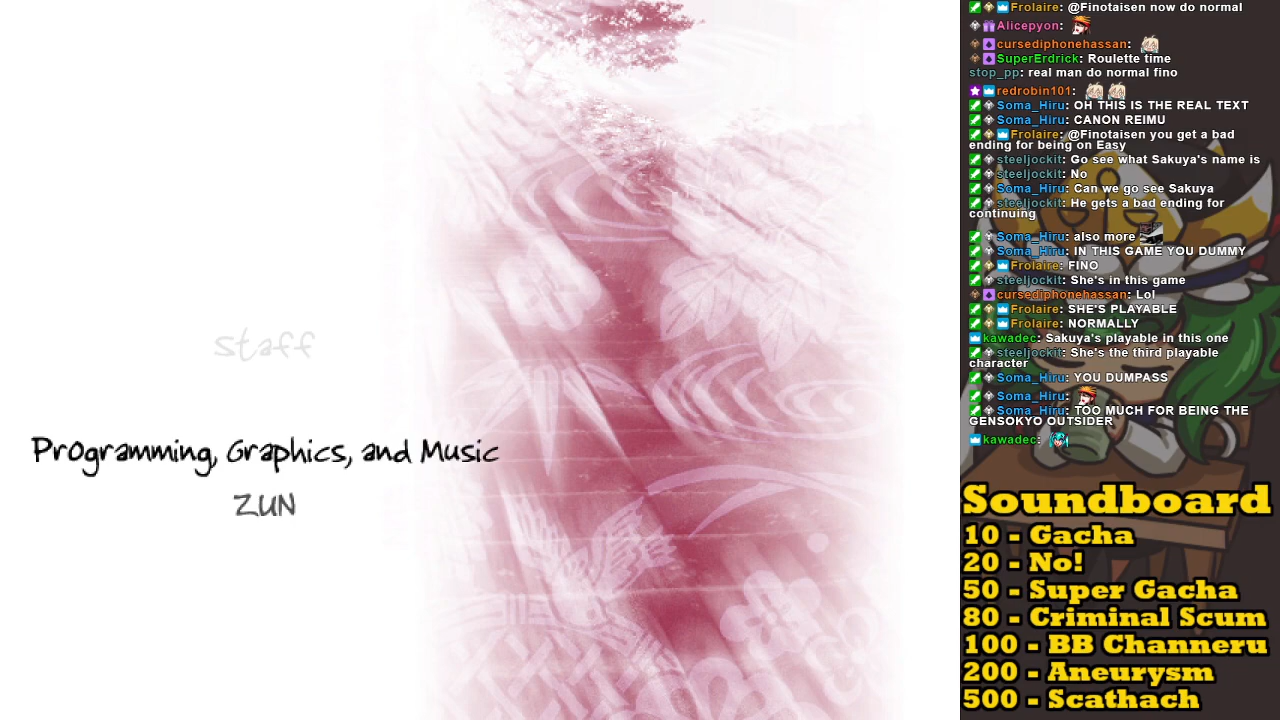 staff
Programming, Graphics, and Music
ZUN
Frolaire: @Finotaisen now do normal
Alicepyon:
cursediphonehassan:
SuperErdrick: Roulette time
stop_pp: real man do normal fino
redrobin101:
Soma_Hiru: OH THIS IS THE REAL TEXT
Soma_Hiru: CANON REIMU
Frolaire: @Finotaisen you get a bad
ending for being on Easy
steeljockit: Go see what Sakuya's name is
steeljockit: No
Soma_Hiru: Can we go see Sakuya
steeljockit: He gets a bad ending for
continuing
Soma_Hiru: also more
Soma_Hiru: IN THIS GAME YOU DUMMY
Frolaire: FINO
steeljockit: She's in this game
cursediphonehassan: Lol
Frolaire: SHE'S PLAYABLE
Frolaire: NORMALLY
kawadec: Sakuya's playable in this one
steeljockit: She's the third playable
character
Soma_Hiru: YOU DUMPASS
Soma_Hiru:
Soma_Hiru: TOO MUCH FOR BEING THE
GENSOKYO OUTSIDER
kawadec:
Soundboard
10 - Gacha
20 - No!
50 - Super Gacha
80 - Criminal Scum
100 - BB Channeru
200 - Aneurysm
500 - Scathach